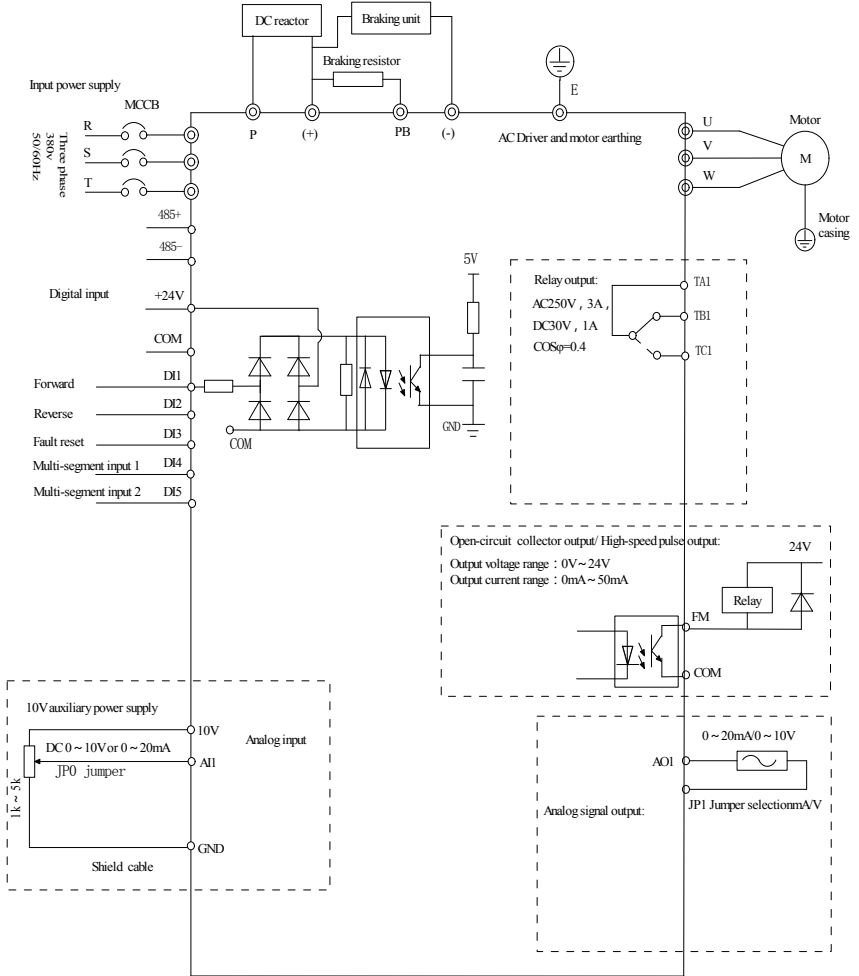 DC reactor
Braking unit
Braking resistor
Input power supply
MCCB
E
R
S
T
Three phase
380v
50/60Hz
P
(+)
PB
(-)
AC Driver and motor earthing
U
V
W
Motor
M
Motor
casing
485+
485-
Digital input
+24V
COM
5V
Forward
DI1
Reverse
DI2
Fault reset
DI3
Multi-segment input 1
DI4
Multi-segment input 2
DI5
COM
GND
Relay output:
AC250V , 3A ,
DC30V , 1A
COSφ=0.4
TA1
TB1
TC1
Open-circuit collector output/ High-speed pulse output:
Output voltage range : 0V~24V
Output current range : 0mA~50mA
24V
Relay
FM
COM
10V auxiliary power supply
10V
Analog input
DC 0 ~ 10V or 0 ~ 20mA
AI1
JP0 jumper
1k ~ 5k
GND
Shield cable
0 ~ 20mA/0 ~ 10V
AO1
JP1 Jumper selectionmA/V
Analog signal output: